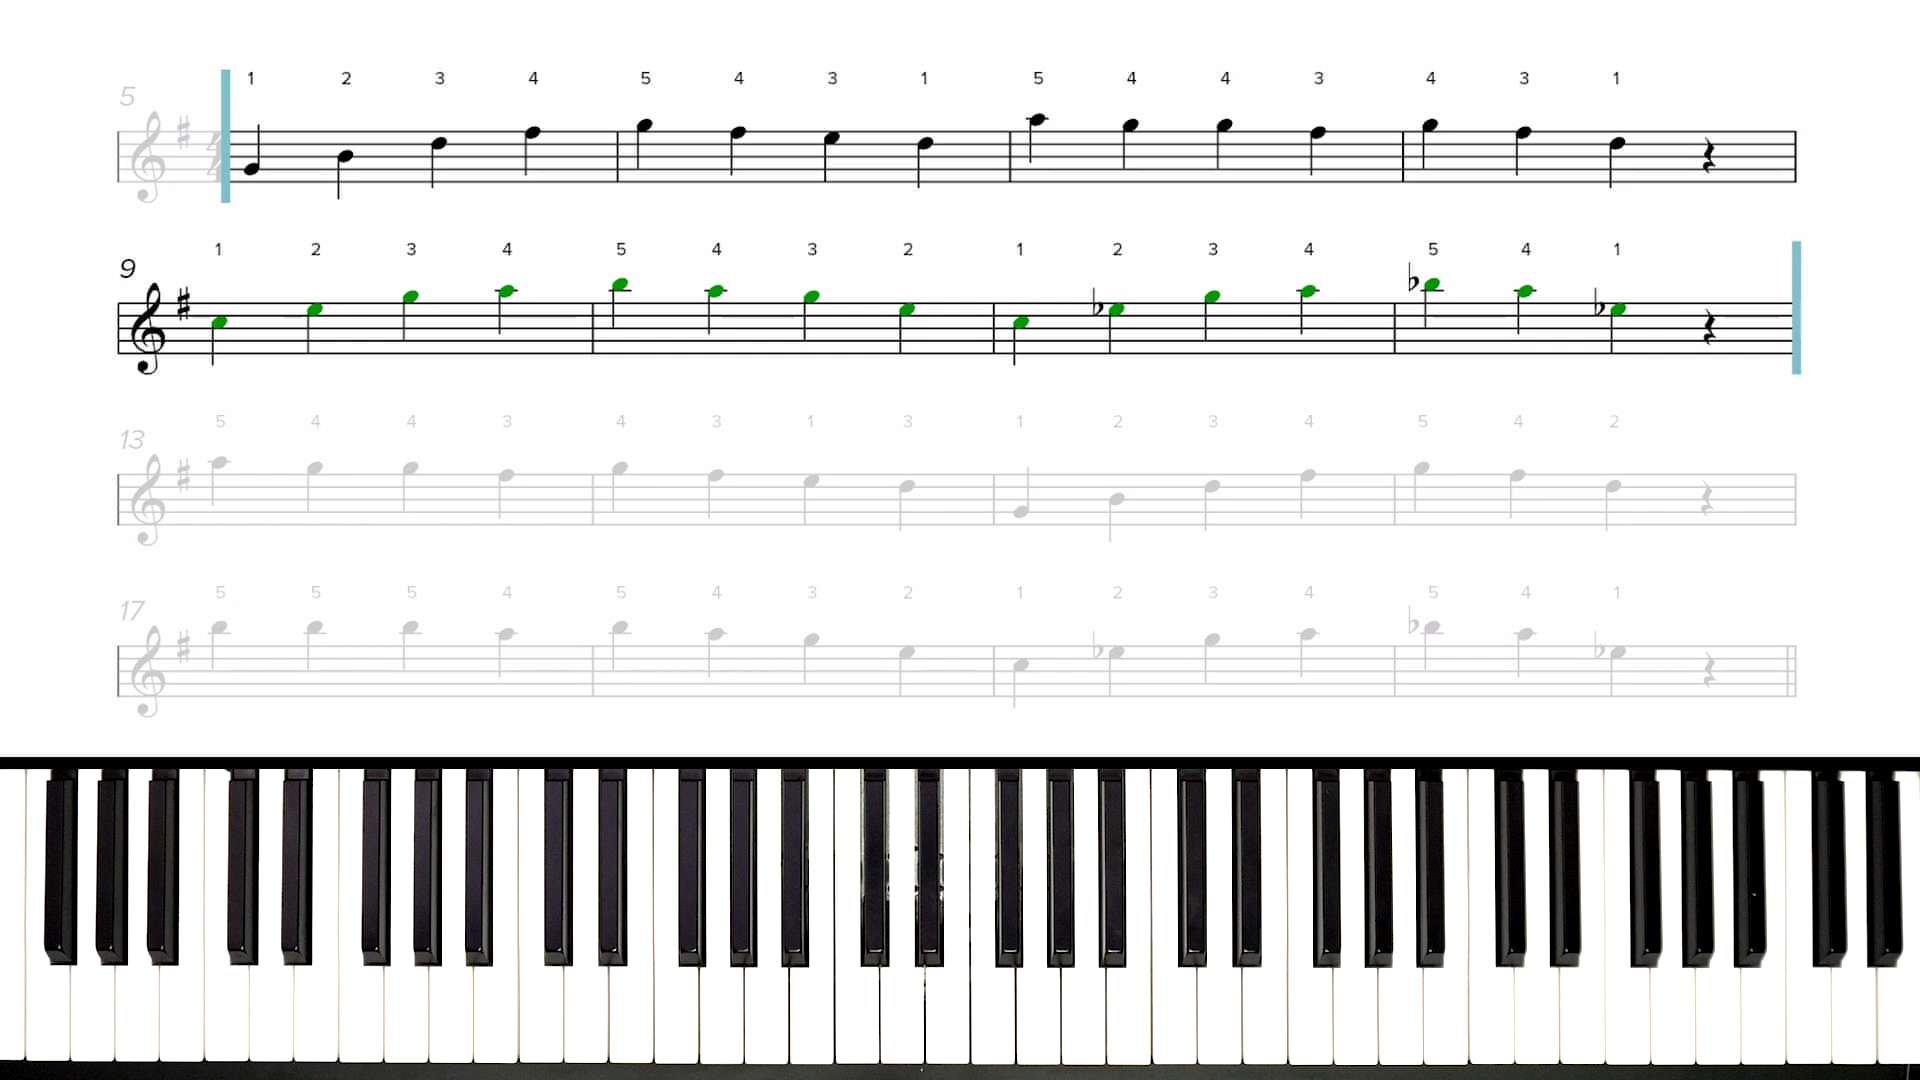 1 2 3 4 5 4 3 1 5 4 4 3 4 3 1
5
1 2 3 4 5 4 3 2 1 2 3 4 5 4 1
9
5 4 4 3 4 3 1 3 1 2 3 4 5 4 2
13
5 5 5 4 5 4 3 2 1 2 3 4 5 4 1
17